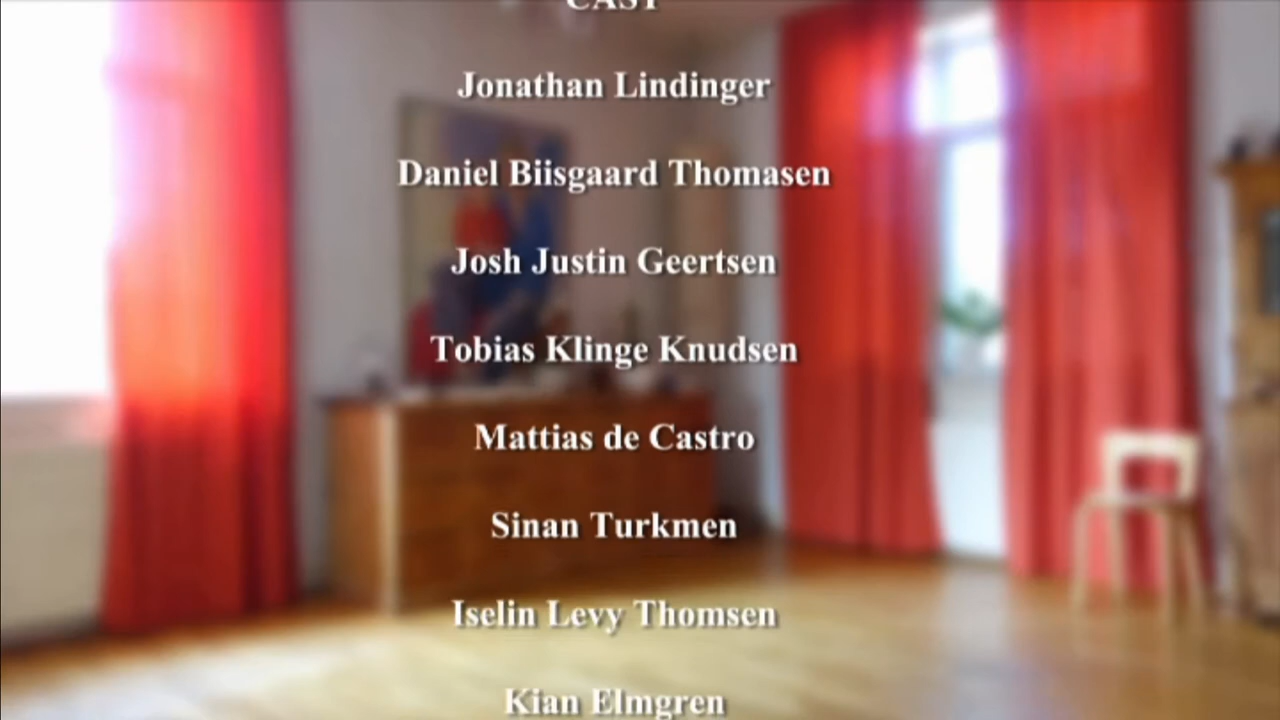 CAST
Jonathan Lindinger
Daniel Biisgaard Thomasen
Josh Justin Geertsen
Tobias Klinge Knudsen
Mattias de Castro
Sinan Turkmen
Iselin Levy Thomsen
Kian Elmgren